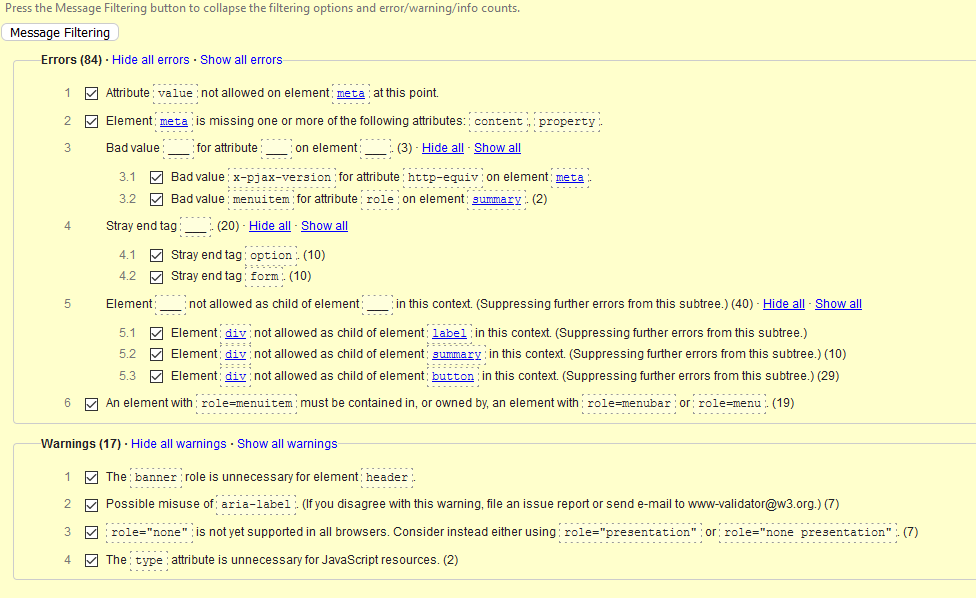 Press the Message Filtering button to collapse the filtering options and error/warning/info counts.
Message Filtering
Errors (84) · Hide all errors · Show all errors
1 Attribute value not allowed on element meta at this point.
2 Element meta is missing one or more of the following attributes: content, property.
3 Bad value ___ for attribute ___ on element ___. (3) · Hide all · Show all
3.1 Bad value x-pjax-version for attribute http-equiv on element meta.
3.2 Bad value menuitem for attribute role on element summary. (2)
4 Stray end tag ___. (20) · Hide all · Show all
4.1 Stray end tag option. (10)
4.2 Stray end tag form. (10)
5 Element ___ not allowed as child of element ___ in this context. (Suppressing further errors from this subtree.) (40) · Hide all · Show all
5.1 Element div not allowed as child of element label in this context. (Suppressing further errors from this subtree.)
5.2 Element div not allowed as child of element summary in this context. (Suppressing further errors from this subtree.) (10)
5.3 Element div not allowed as child of element button in this context. (Suppressing further errors from this subtree.) (29)
6 An element with role=menuitem must be contained in, or owned by, an element with role=menubar or role=menu. (19)
Warnings (17) · Hide all warnings · Show all warnings
1 The banner role is unnecessary for element header.
2 Possible misuse of aria-label. (If you disagree with this warning, file an issue report or send e-mail to www-validator@w3.org.) (7)
3 role="none" is not yet supported in all browsers. Consider instead either using role="presentation" or role="none presentation". (7)
4 The type attribute is unnecessary for JavaScript resources. (2)